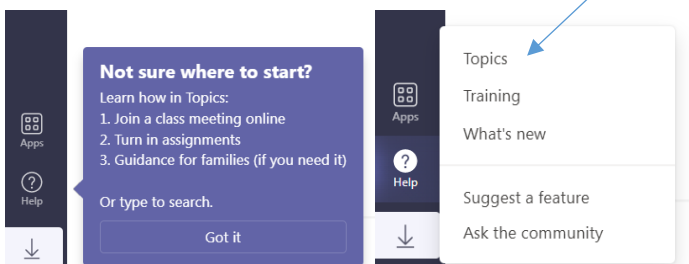 Apps
Help
Not sure where to start?
Learn how in Topics:
1. Join a class meeting online
2. Turn in assignments
3. Guidance for families (if you need it)
Or type to search.
Got it
Apps
Help
Topics
Training
What's new
Suggest a feature
Ask the community